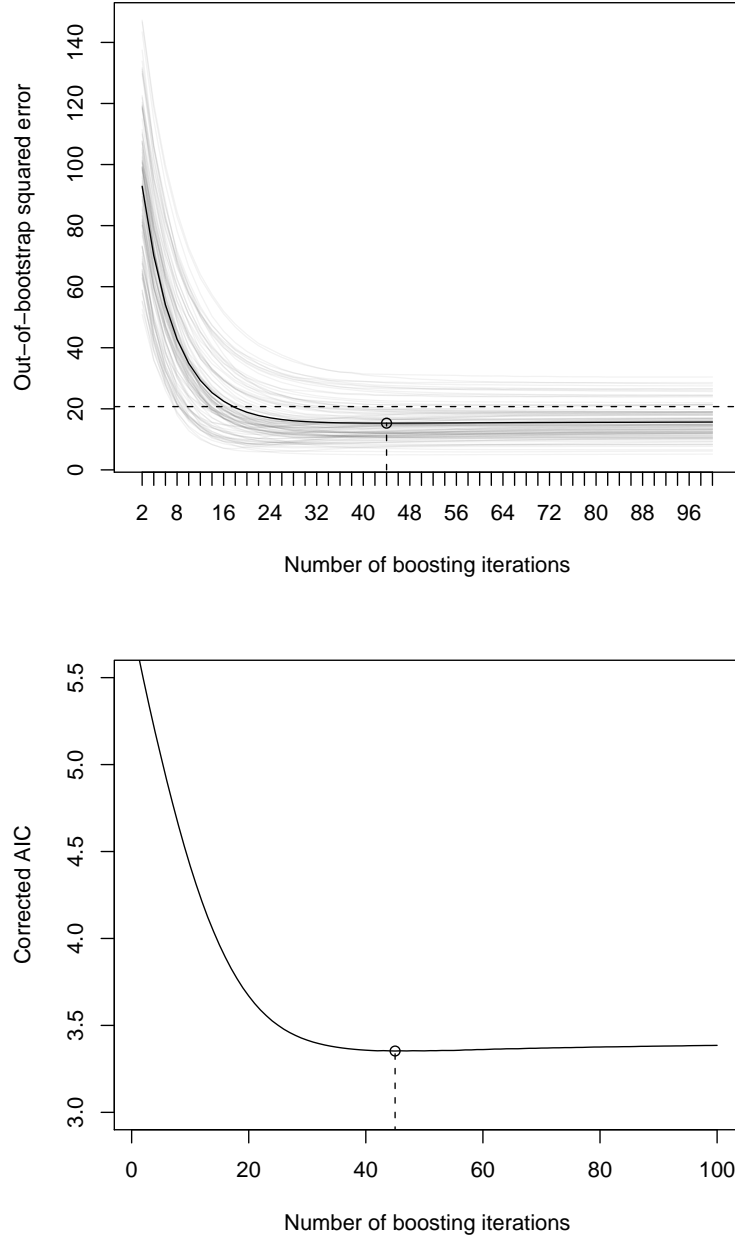 Out−of−bootstrap squared error
140
120
100
80
60
40
20
0
2 8 16 24 32 40 48 56 64 72 80 88 96
Number of boosting iterations
Corrected AIC
5.5
5.0
4.5
4.0
3.5
3.0
0 20 40 60 80 100
Number of boosting iterations